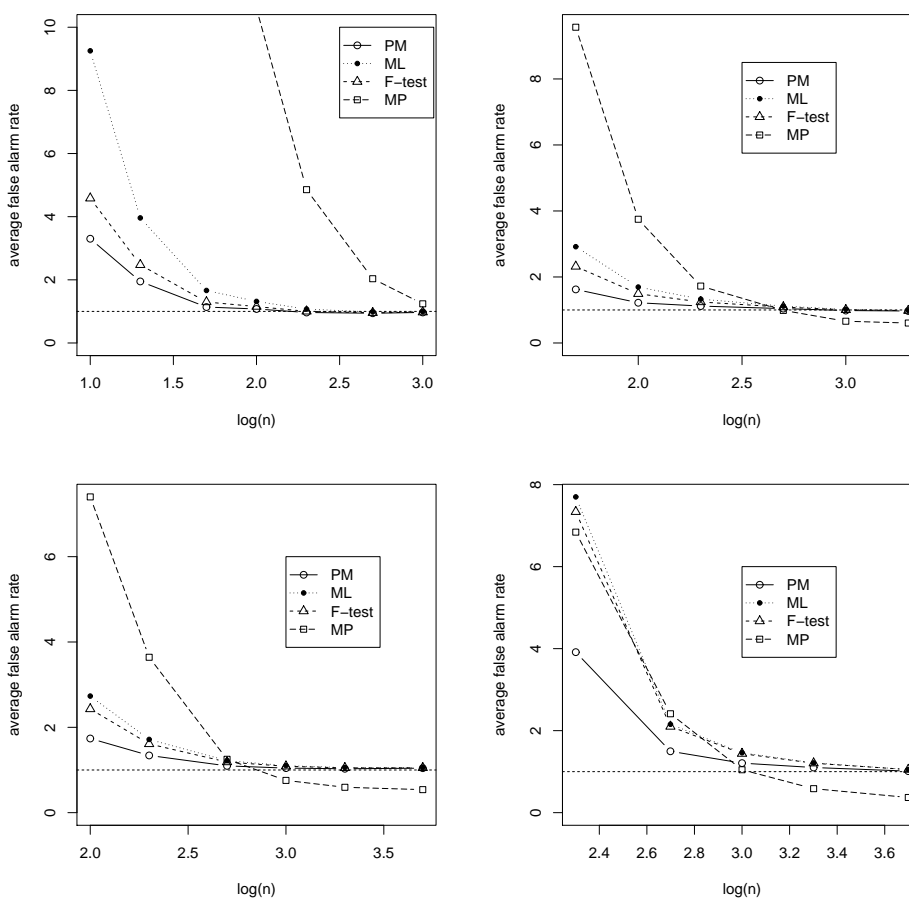 average false alarm rate
10
8
6
4
2
0
PM
ML
F−test
MP
1.0 1.5 2.0 2.5 3.0
log(n)
average false alarm rate
8
6
4
2
0
PM
ML
F−test
MP
2.0 2.5 3.0
log(n)
average false alarm rate
6
4
2
0
PM
ML
F−test
MP
2.0 2.5 3.0 3.5
log(n)
average false alarm rate
8
6
4
2
0
PM
ML
F−test
MP
2.4 2.6 2.8 3.0 3.2 3.4 3.6
log(n)